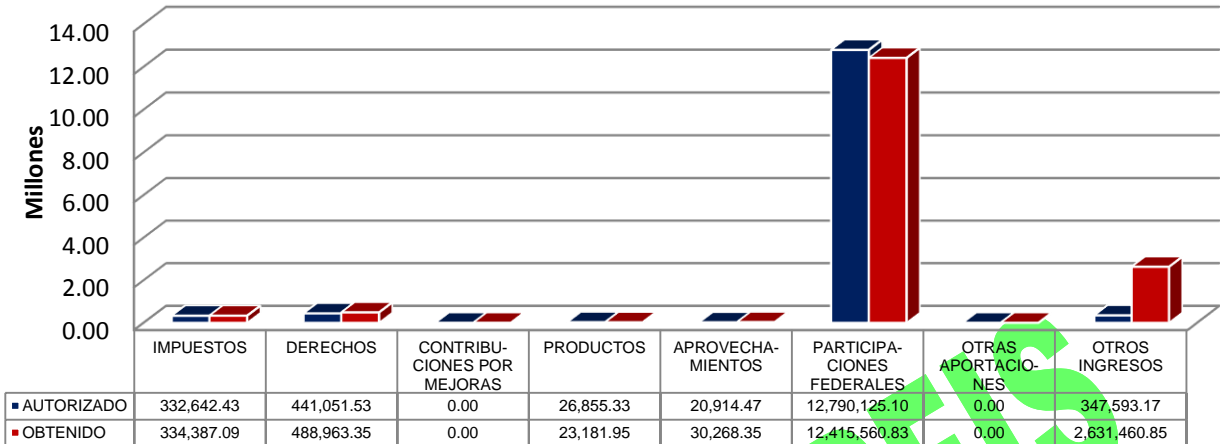 14.00
12.00
10.00
8.00
6.00
4.00
2.00
0.00
Millones
IMPUESTOS DERECHOS CONTRIBU-CIONES POR MEJORAS PRODUCTOS APROVECHA-MIENTOS PARTICIPA-CIONES FEDERALES OTRAS APORTACIO-NES OTROS INGRESOS
AUTORIZADO 332,642.43 441,051.53 0.00 26,855.33 20,914.47 12,790,125.10 0.00 347,593.17
OBTENIDO 334,387.09 488,963.35 0.00 23,181.95 30,268.35 12,415,560.83 0.00 2,631,460.85